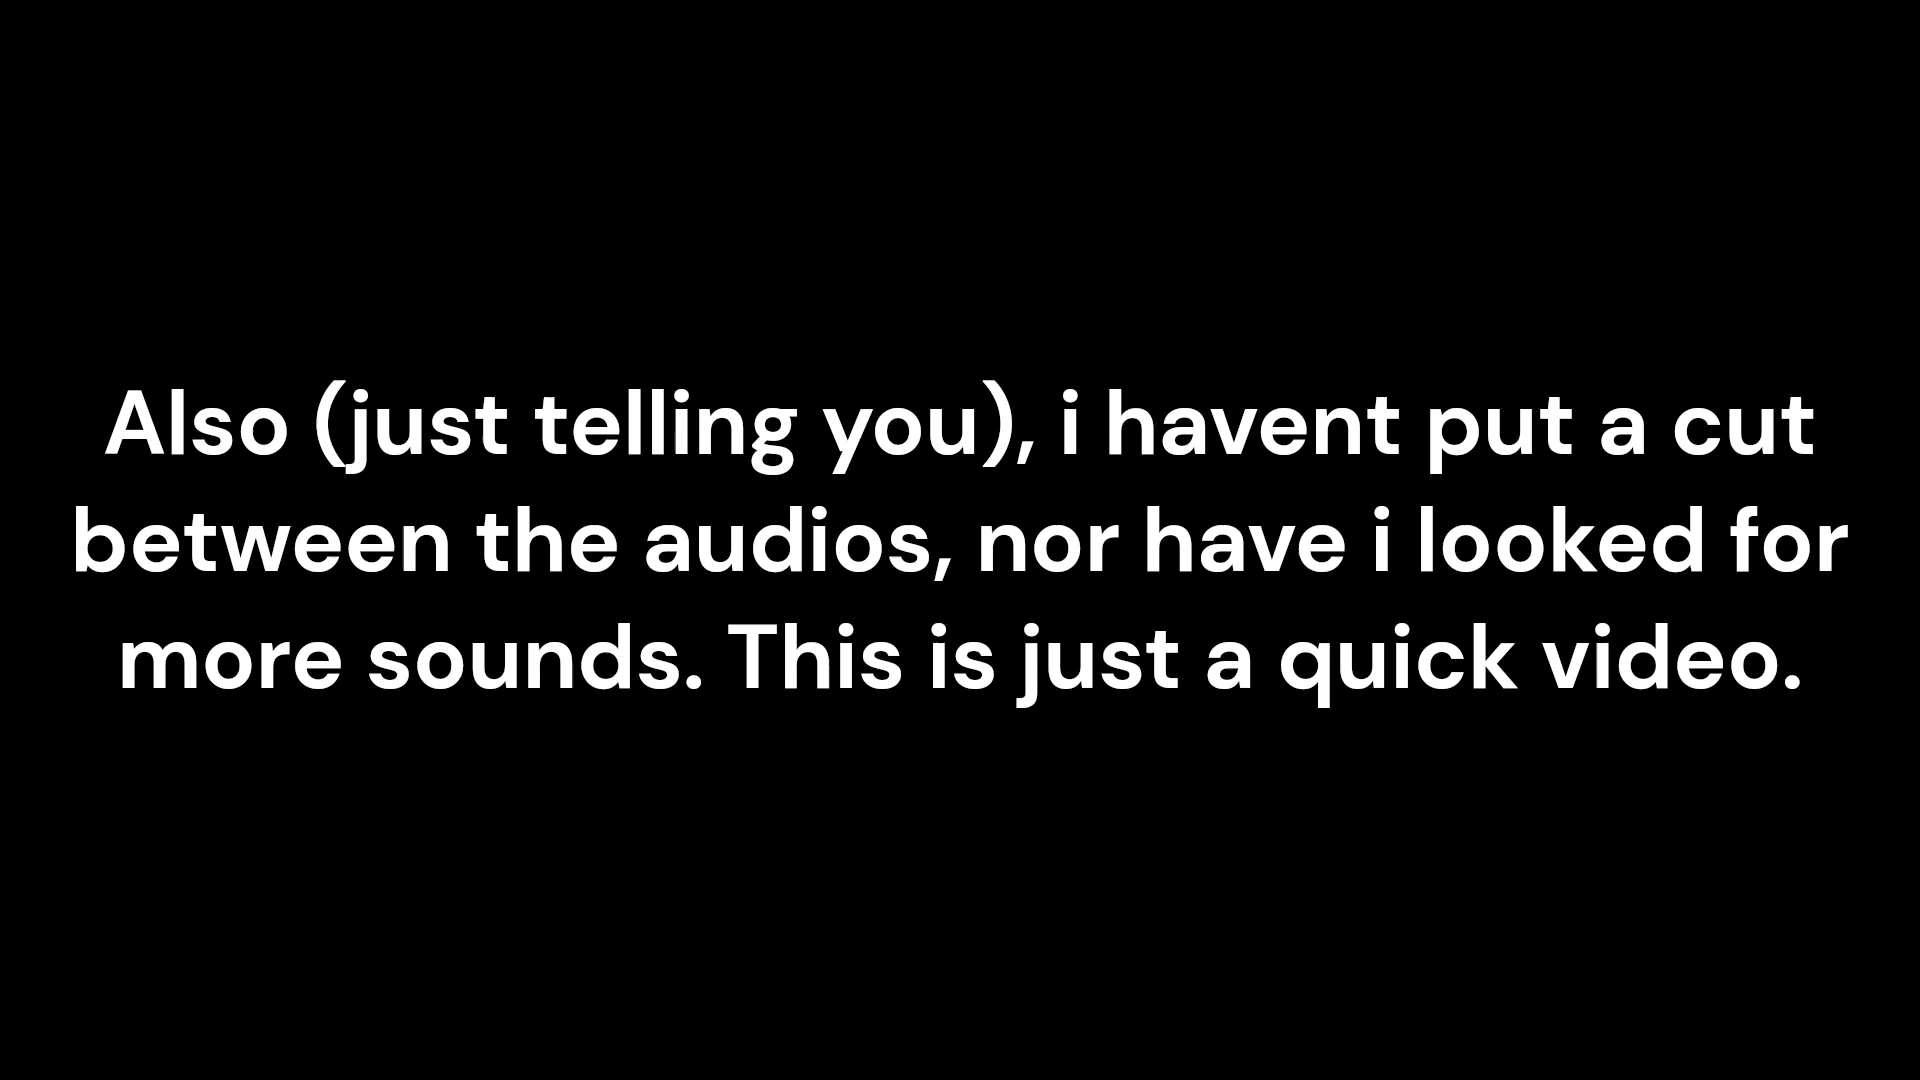 Also (just telling you), i havent put a cut
between the audios, nor have i looked for
more sounds. This is just a quick video.